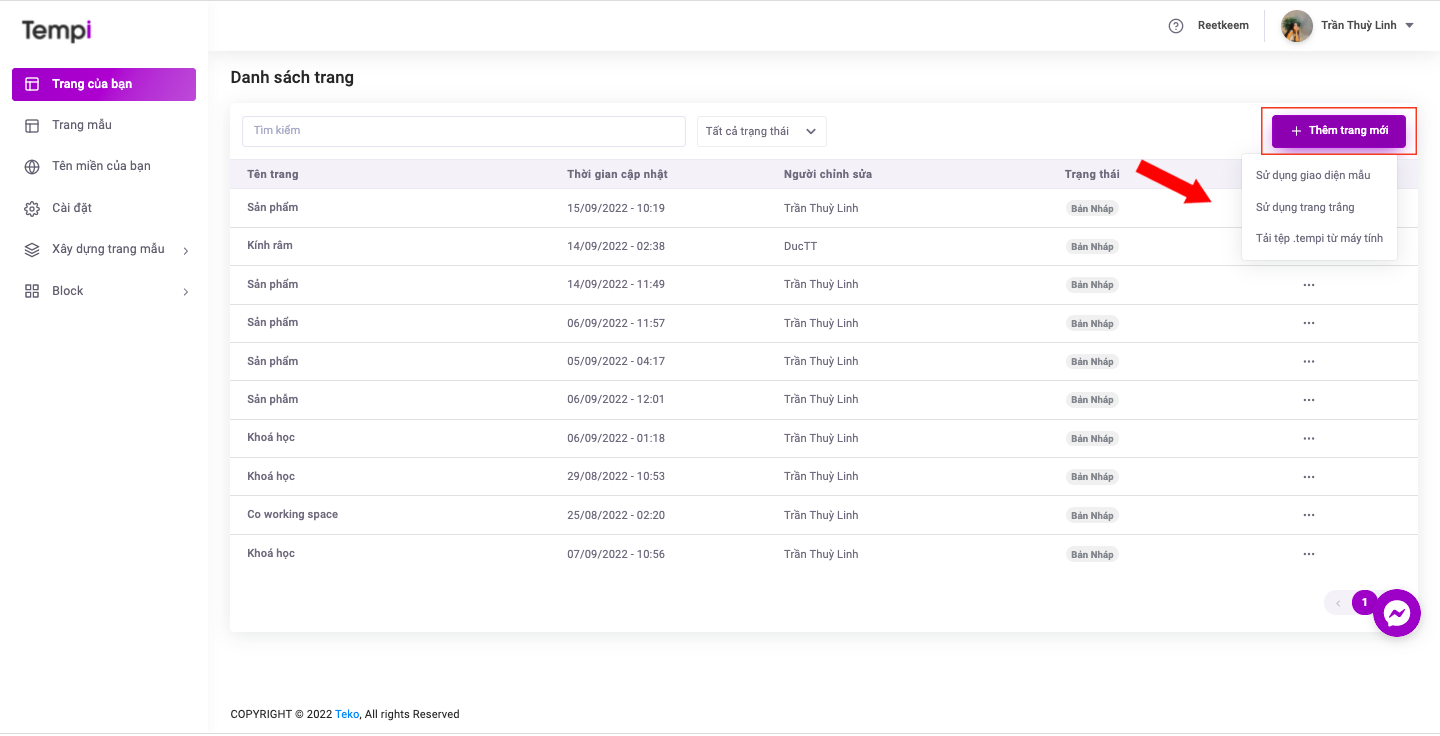 Tempi
Reetkeem
Trần Thuỳ Linh
Trang của bạn
Trang mẫu
Tên miền của bạn
Cài đặt
Xây dựng trang mẫu
Block
Danh sách trang
Tìm kiếm
Tất cả trạng thái
+ Thêm trang mới
Sử dụng giao diện mẫu
Sử dụng trang trắng
Tải tệp .tempi từ máy tính
Tên trang Thời gian cập nhật Người chỉnh sửa Trạng thái
Sản phẩm 15/09/2022 - 10:19 Trần Thuỳ Linh Bản Nháp
Kính râm 14/09/2022 - 02:38 DucTT Bản Nháp
Sản phẩm 14/09/2022 - 11:49 Trần Thuỳ Linh Bản Nháp
Sản phẩm 06/09/2022 - 11:57 Trần Thuỳ Linh Bản Nháp
Sản phẩm 05/09/2022 - 04:17 Trần Thuỳ Linh Bản Nháp
Sản phẩm 06/09/2022 - 12:01 Trần Thuỳ Linh Bản Nháp
Khoá học 06/09/2022 - 01:18 Trần Thuỳ Linh Bản Nháp
Khoá học 29/08/2022 - 10:53 Trần Thuỳ Linh Bản Nháp
Co working space 25/08/2022 - 02:20 Trần Thuỳ Linh Bản Nháp
Khoá học 07/09/2022 - 10:56 Trần Thuỳ Linh Bản Nháp
1
COPYRIGHT © 2022 Teko, All rights Reserved